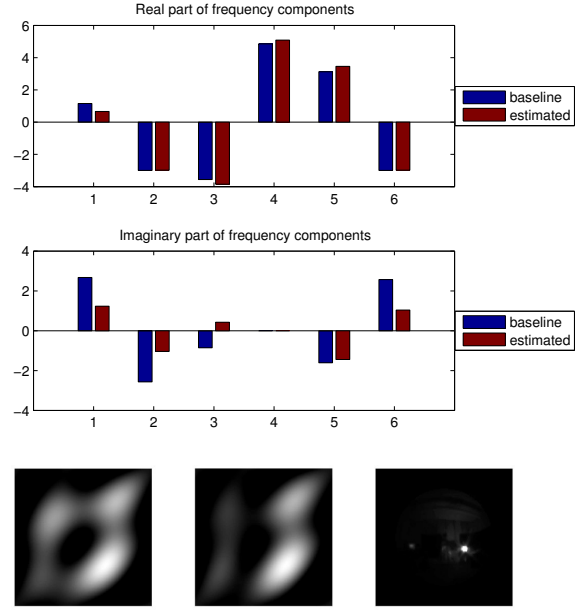 Real part of frequency components
6
4
2
0
−2
−4
1 2 3 4 5 6
baseline
estimated
Imaginary part of frequency components
4
2
0
−2
−4
1 2 3 4 5 6
baseline
estimated